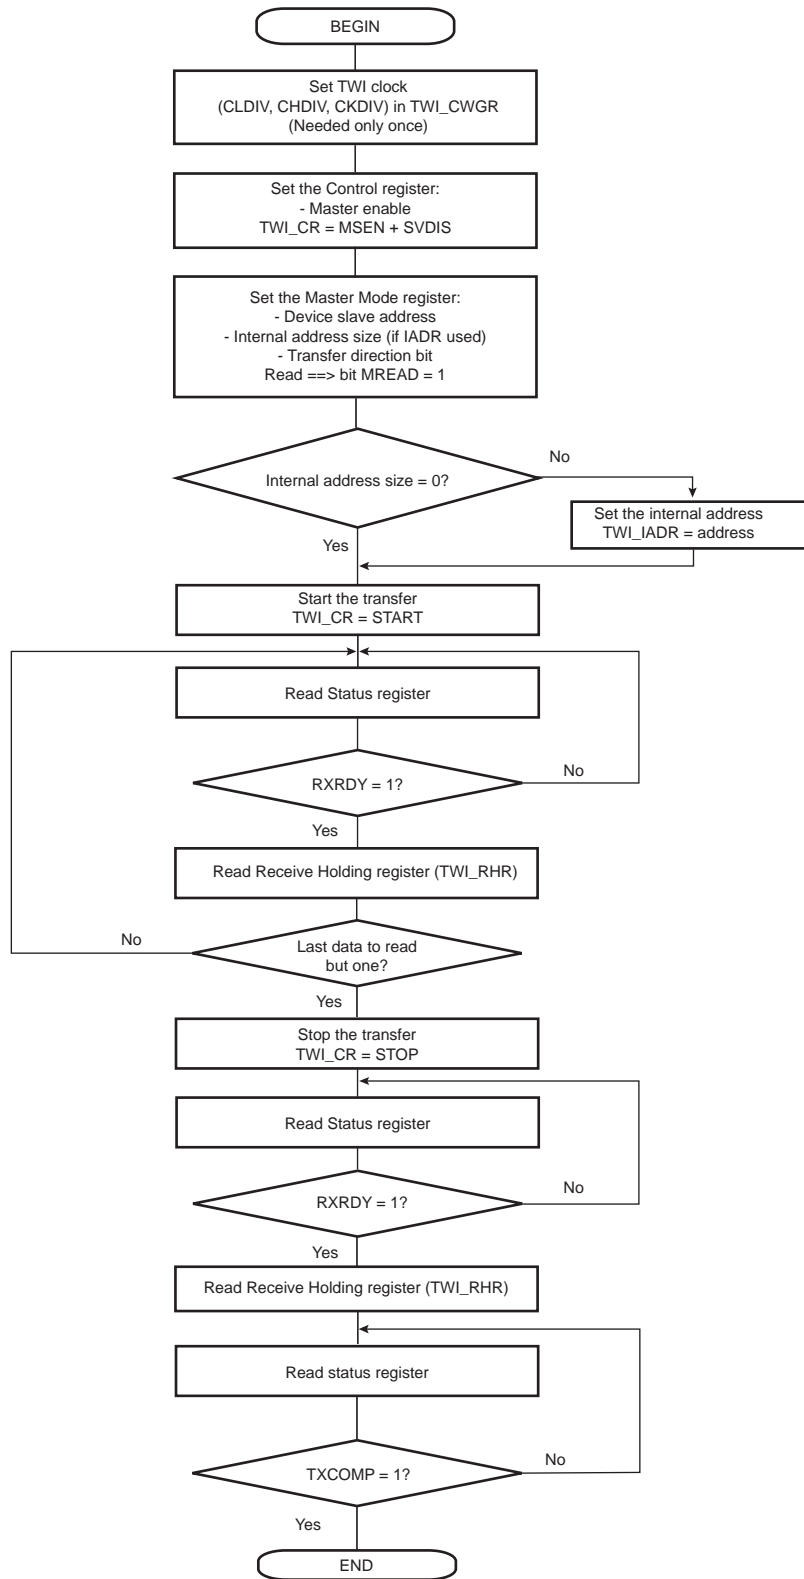 BEGIN
Set TWI clock
(CLDIV, CHDIV, CKDIV) in TWI_CWGR
(Needed only once)
Set the Control register:
- Master enable
TWI_CR = MSEN + SVDIS
Set the Master Mode register:
- Device slave address
- Internal address size (if IADR used)
- Transfer direction bit
Read ==> bit MREAD = 1
Internal address size = 0?
No
Set the internal address
TWI_IADR = address
Yes
Start the transfer
TWI_CR = START
Read Status register
RXRDY = 1?
No
Yes
Read Receive Holding register (TWI_RHR)
No
Last data to read
but one?
Yes
Stop the transfer
TWI_CR = STOP
Read Status register
RXRDY = 1?
No
Yes
Read Receive Holding register (TWI_RHR)
Read status register
TXCOMP = 1?
No
Yes
END